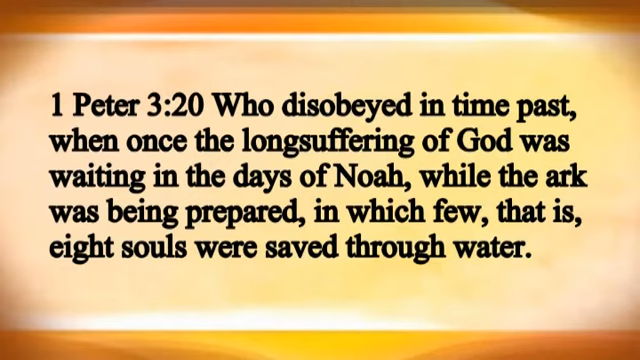 1 Peter 3:20 Who disobeyed in time past,
when once the longsuffering of God was
waiting in the days of Noah, while the ark
was being prepared, in which few, that is,
eight souls were saved through water.